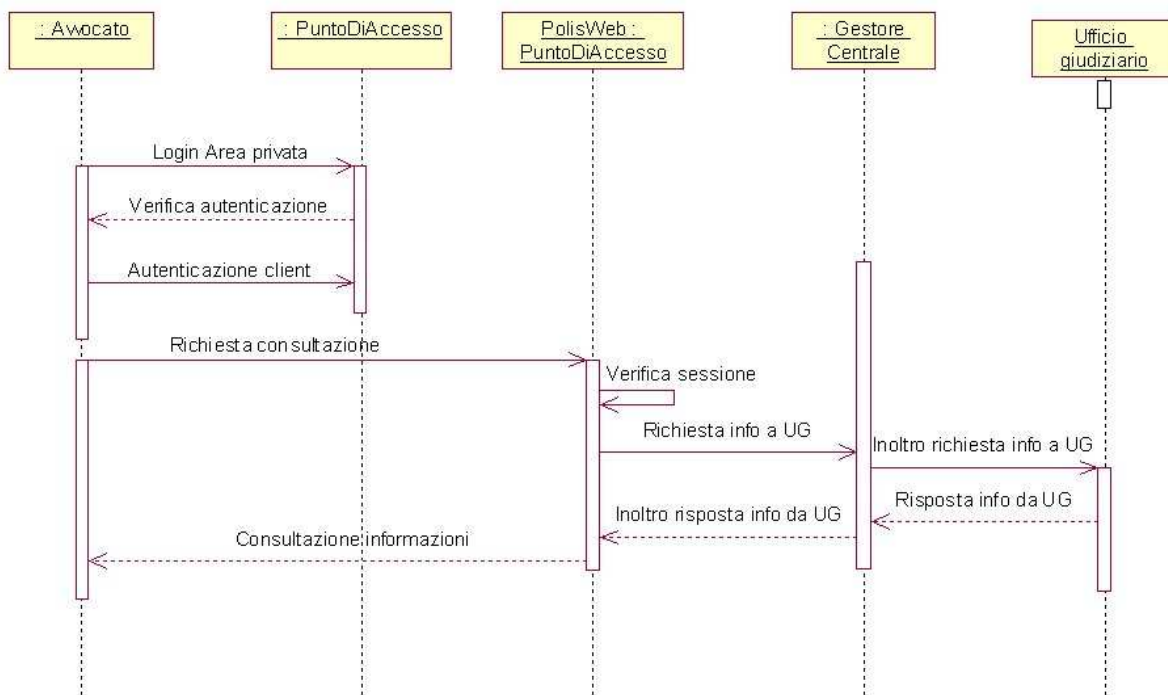 : Avvocato
: PuntoDiAccesso
PolisWeb :
PuntoDiAccesso
: Gestore
Centrale
Ufficio
giudiziario
Login Area privata
Verifica autenticazione
Autenticazione client
Richiesta consultazione
Verifica sessione
Richiesta info a UG
Inoltro richiesta info a UG
Risposta info da UG
Inoltro risposta info da UG
Consultazione informazioni